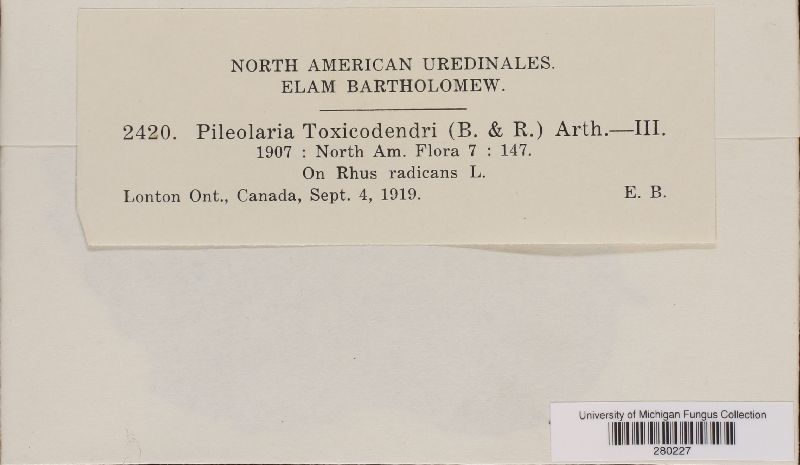 NORTH AMERICAN UREDINALES.
ELAM BARTHOLOMEW.
2420. Pileolaria Toxicodendri (B. & R.) Arth.—III.
1907 : North Am. Flora 7 : 147.
On Rhus radicans L.
Lonton Ont., Canada, Sept. 4, 1919. E. B.
University of Michigan Fungus Collection
280227